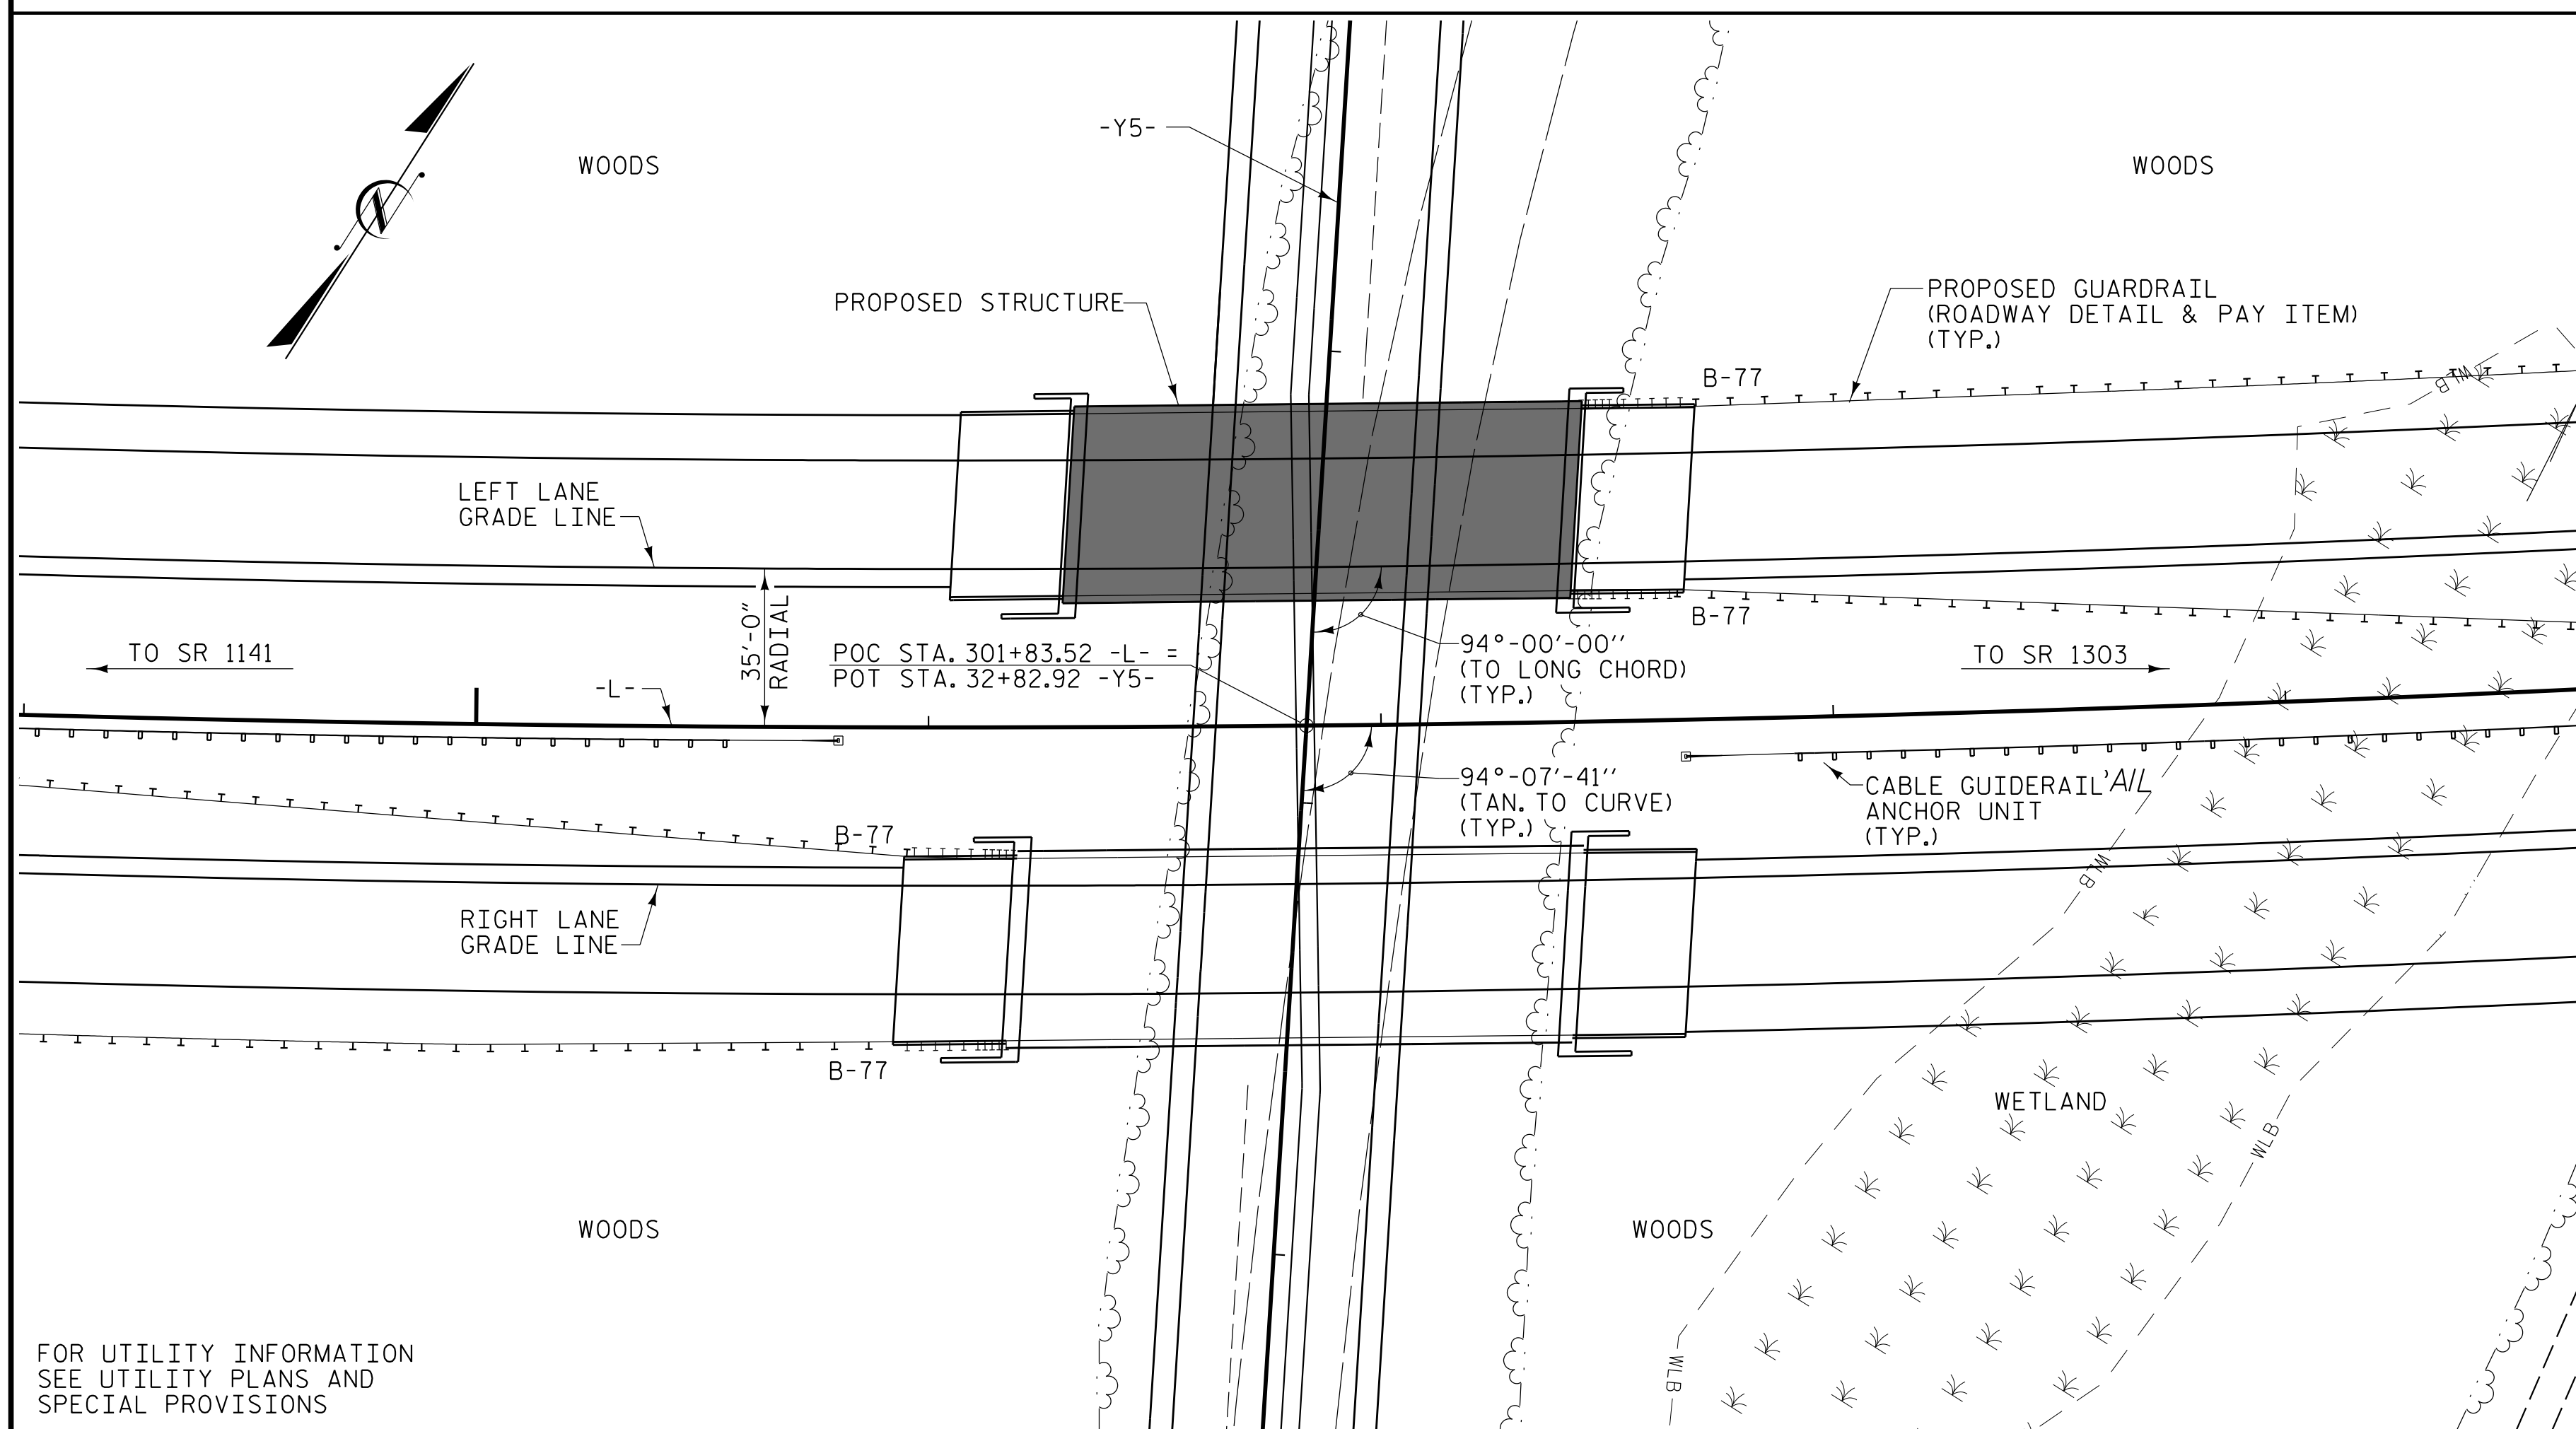 -Y5-
WOODS
WOODS
PROPOSED STRUCTURE
PROPOSED GUARDRAIL
(ROADWAY DETAIL & PAY ITEM)
(TYP.)
B-77
WLB
LEFT LANE
GRADE LINE
35'-0"
RADIAL
B-77
TO SR 1141
POC STA. 301+83.52 -L- =
POT STA. 32+82.92 -Y5-
94°-00'-00''
(TO LONG CHORD)
(TYP.)
TO SR 1303
-L-
94°-07'-41''
(TAN. TO CURVE)
(TYP.)
CABLE GUIDERAIL
ANCHOR UNIT
(TYP.)
B-77
WLB
RIGHT LANE
GRADE LINE
B-77
WETLAND
WLB
WOODS
WOODS
FOR UTILITY INFORMATION
SEE UTILITY PLANS AND
SPECIAL PROVISIONS
WLB